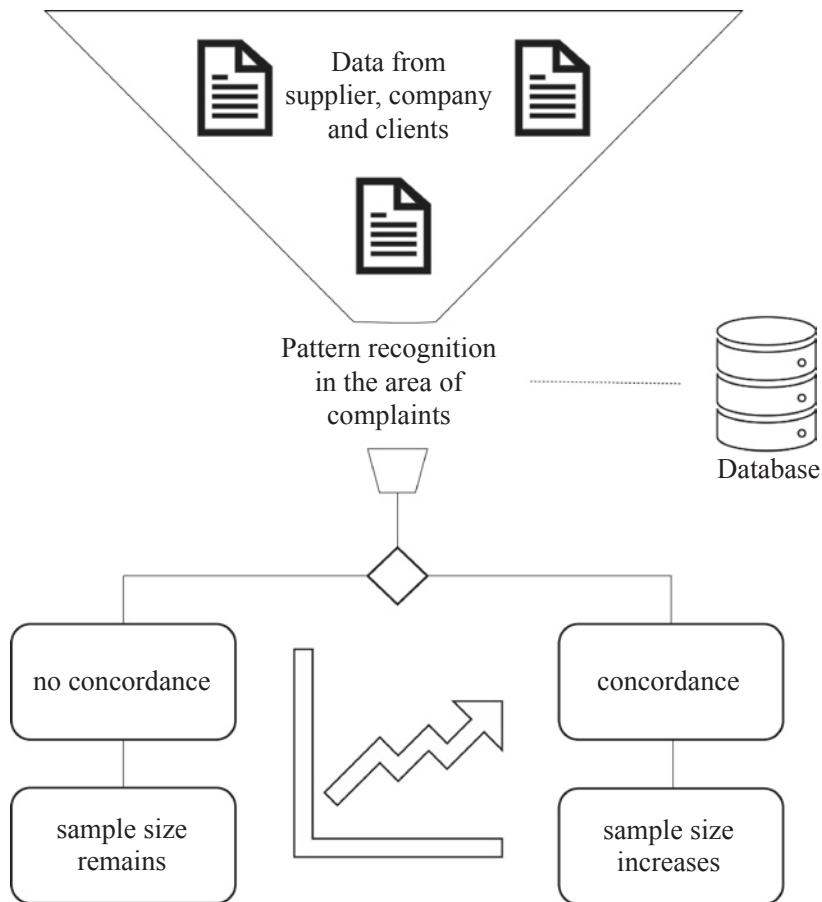 Data from
supplier, company
and clients
Pattern recognition
in the area of
complaints
Database
no concordance
concordance
sample size
remains
sample size
increases